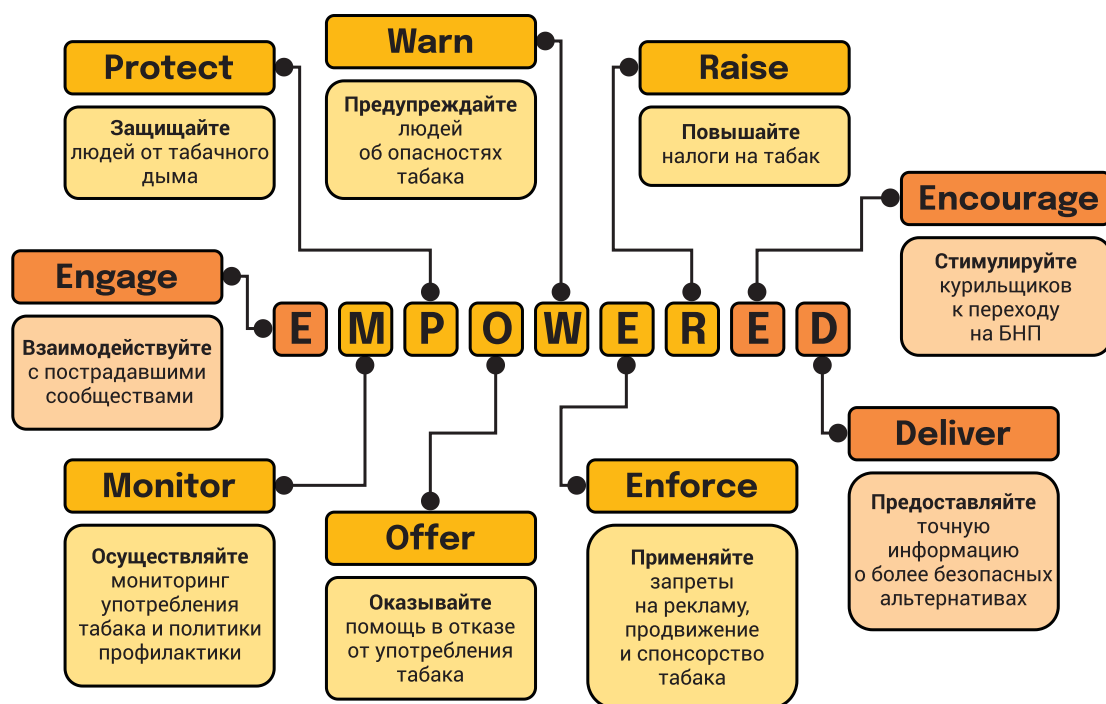 Protect
Защищайте
людей от табачного
дыма
Warn
Предупреждайте
людей
об опасностях
табака
Raise
Повышайте
налоги на табак
Encourage
Стимулируйте
курильщиков
к переходу
на БНП
Engage
Взаимодействуйте
с пострадавшими
сообществами
E M P O W E R E D
Monitor
Осуществляйте
мониторинг
употребления
табака и политики
профилактики
Offer
Оказывайте
помощь в отказе
от употребления
табака
Enforce
Применяйте
запреты
на рекламу,
продвижение
и спонсорство
табака
Deliver
Предоставляйте
точную
информацию
о более безопасных
альтернативах